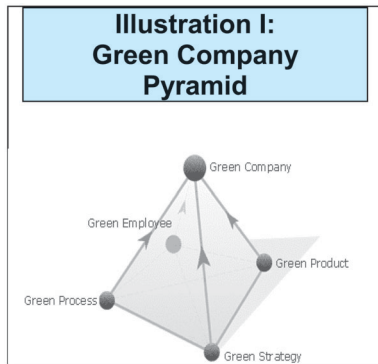 Illustration I:
Green Company
Pyramid
Green Company
Green Employee
Green Product
Green Process
Green Strategy